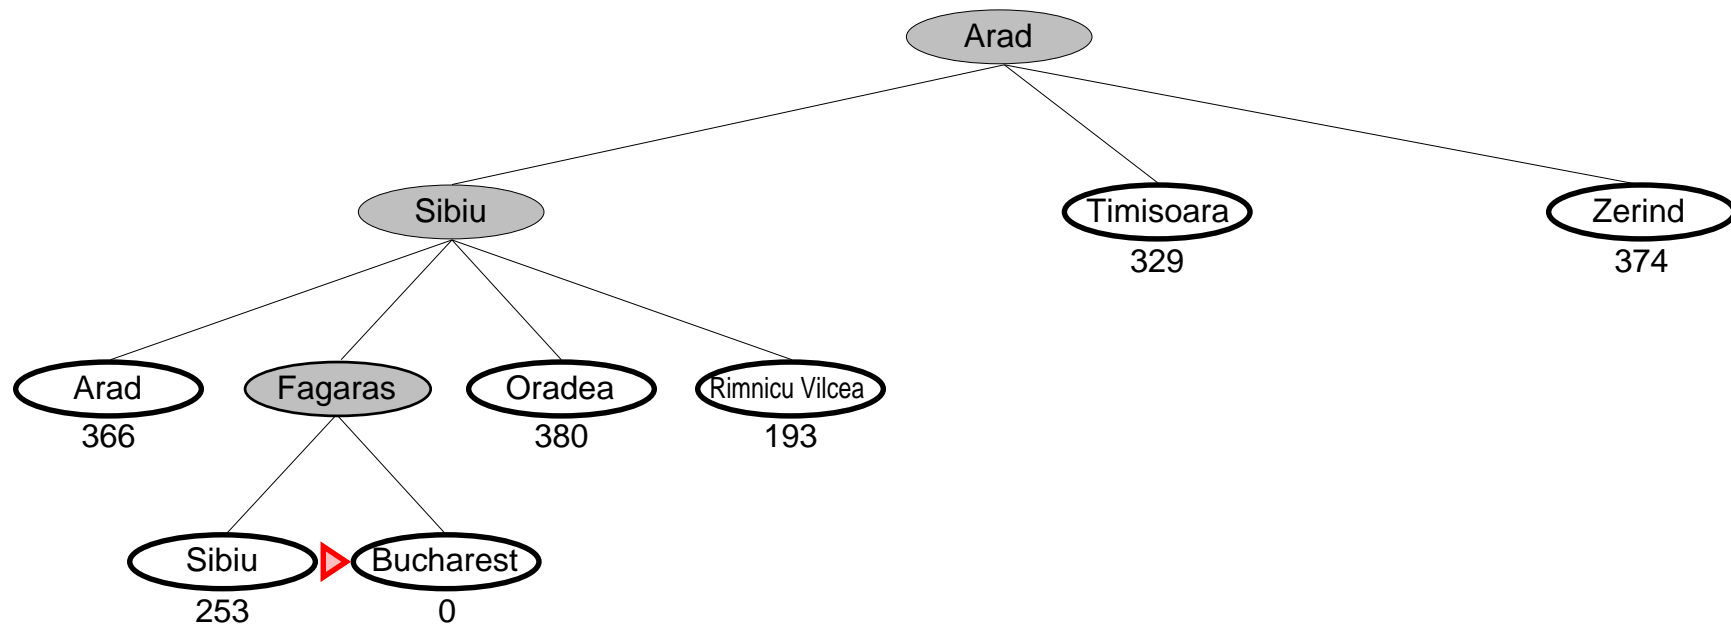 Arad
Sibiu
Timisoara
Zerind
329
374
Arad
Fagaras
Oradea
Rimnicu Vilcea
366
380
193
Sibiu
Bucharest
253
0